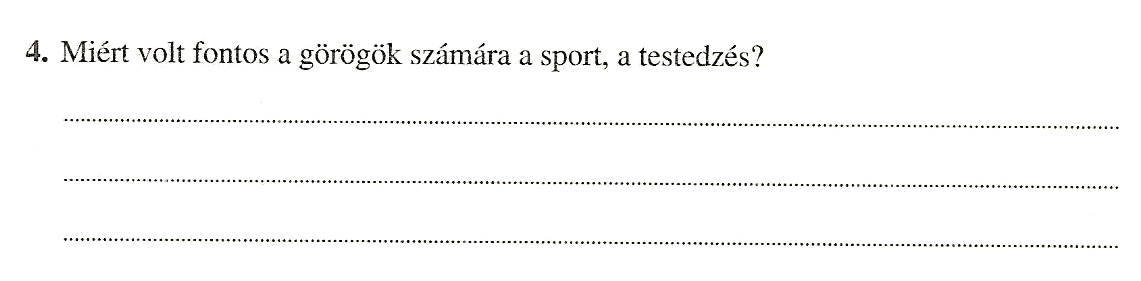 4. Miért volt fontos a görögök számára a sport, a testedzés?